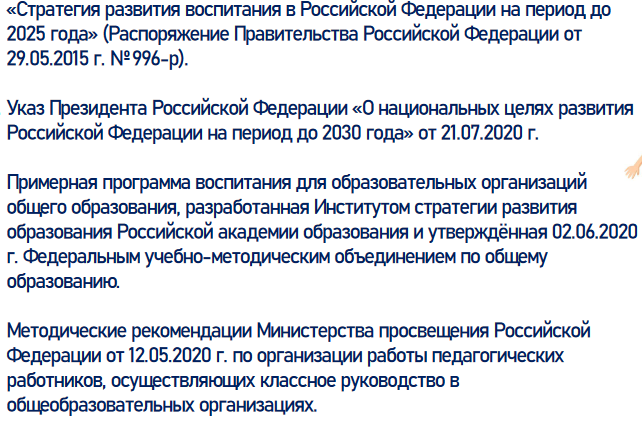 «Стратегия развития воспитания в Российской Федерации на период до
2025 года» (Распоряжение Правительства Российской Федерации от
29.05.2015 г. №996-р).
Указ Президента Российской Федерации «О национальных целях развития
Российской Федерации на период до 2030 года» от 21.07.2020 г.
Примерная программа воспитания для образовательных организаций
общего образования, разработанная Институтом стратегии развития
образования Российской академии образования и утверждённая 02.06.2020
г. Федеральным учебно-методическим объединением по общему
образованию.
Методические рекомендации Министерства просвещения Российской
Федерации от 12.05.2020 г. по организации работы педагогических
работников, осуществляющих классное руководство в
общеобразовательных организациях.